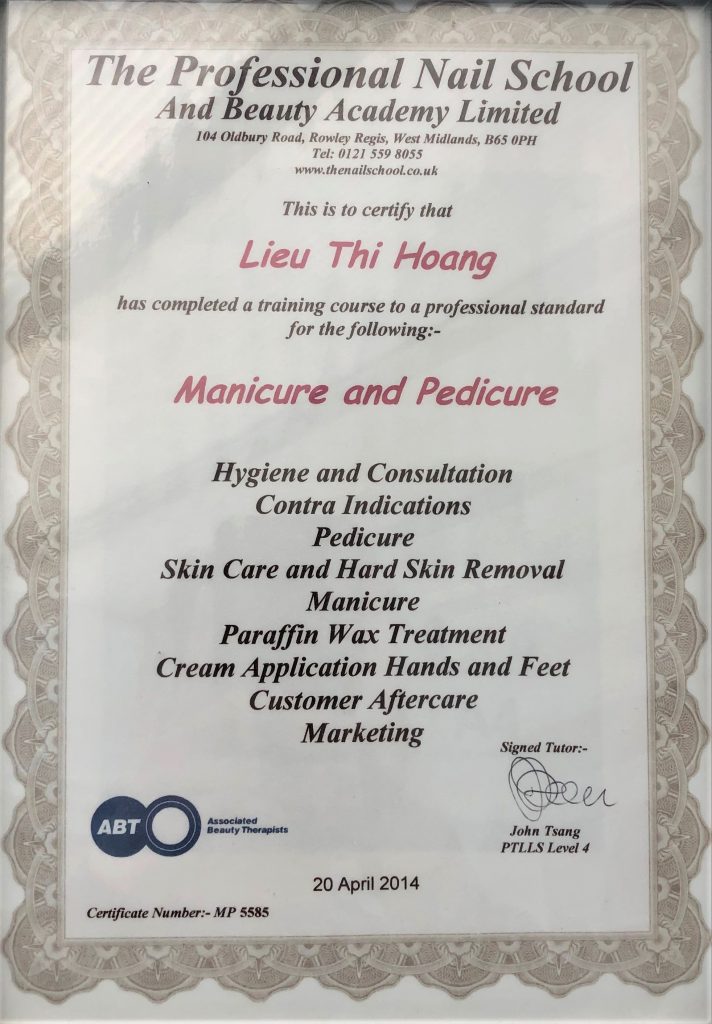 The Professional Nail School
And Beauty Academy Limited
104 Oldbury Road, Rowley Regis, West Midlands, B65 0PH
Tel: 0121 559 8055
www.thenailschool.co.uk
This is to certify that
Lieu Thi Hoang
has completed a training course to a professional standard
for the following:-
Manicure and Pedicure
Hygiene and Consultation
Contra Indications
Pedicure
Skin Care and Hard Skin Removal
Manicure
Paraffin Wax Treatment
Cream Application Hands and Feet
Customer Aftercare
Marketing
Signed Tutor:-
John Tsang
PTLLS Level 4
ABT
Associated
Beauty Therapists
20 April 2014
Certificate Number:- MP 5585